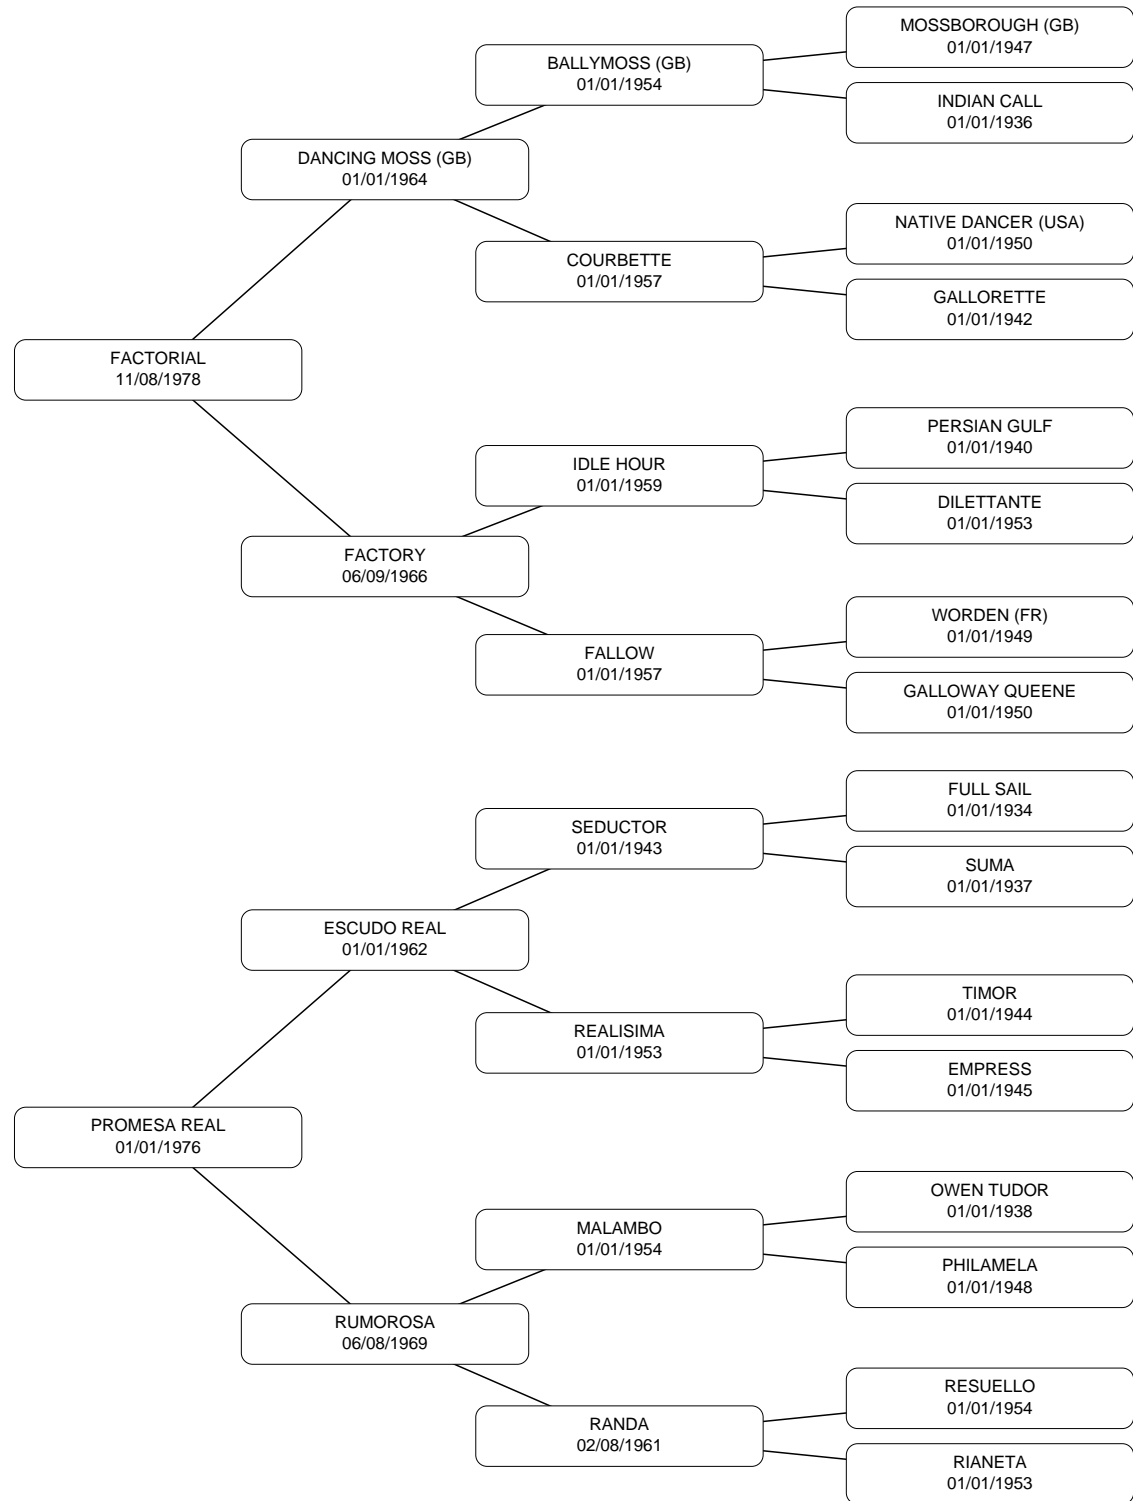 MOSSBOROUGH (GB)
01/01/1947
BALLYMOSS (GB)
01/01/1954
INDIAN CALL
01/01/1936
DANCING MOSS (GB)
01/01/1964
NATIVE DANCER (USA)
01/01/1950
COURBETTE
01/01/1957
GALLORETTE
01/01/1942
FACTORIAL
11/08/1978
PERSIAN GULF
01/01/1940
IDLE HOUR
01/01/1959
DILETTANTE
01/01/1953
FACTORY
06/09/1966
WORDEN (FR)
01/01/1949
FALLOW
01/01/1957
GALLOWAY QUEENE
01/01/1950
FULL SAIL
01/01/1934
SEDUCTOR
01/01/1943
SUMA
01/01/1937
ESCUDO REAL
01/01/1962
TIMOR
01/01/1944
REALISIMA
01/01/1953
EMPRESS
01/01/1945
PROMESA REAL
01/01/1976
OWEN TUDOR
01/01/1938
MALAMBO
01/01/1954
PHILAMELA
01/01/1948
RUMOROSA
06/08/1969
RESUELLO
01/01/1954
RANDA
02/08/1961
RIANETA
01/01/1953